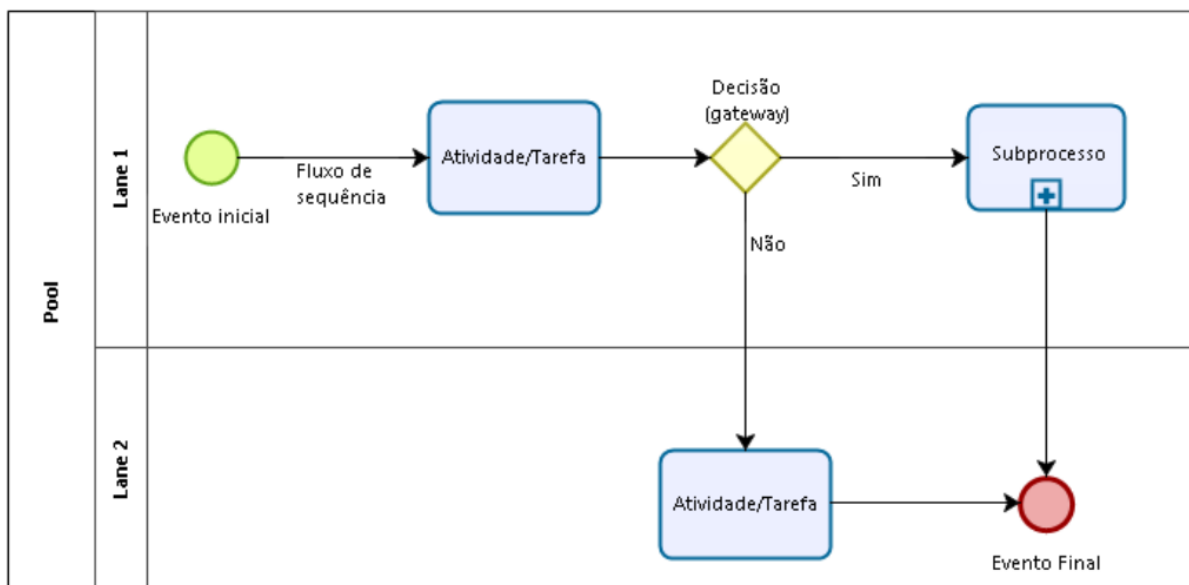 Pool
Lane 1
Evento inicial
Fluxo de
sequência
Atividade/Tarefa
Decisão
(gateway)
Sim
Não
Subprocesso
Lane 2
Atividade/Tarefa
Evento Final